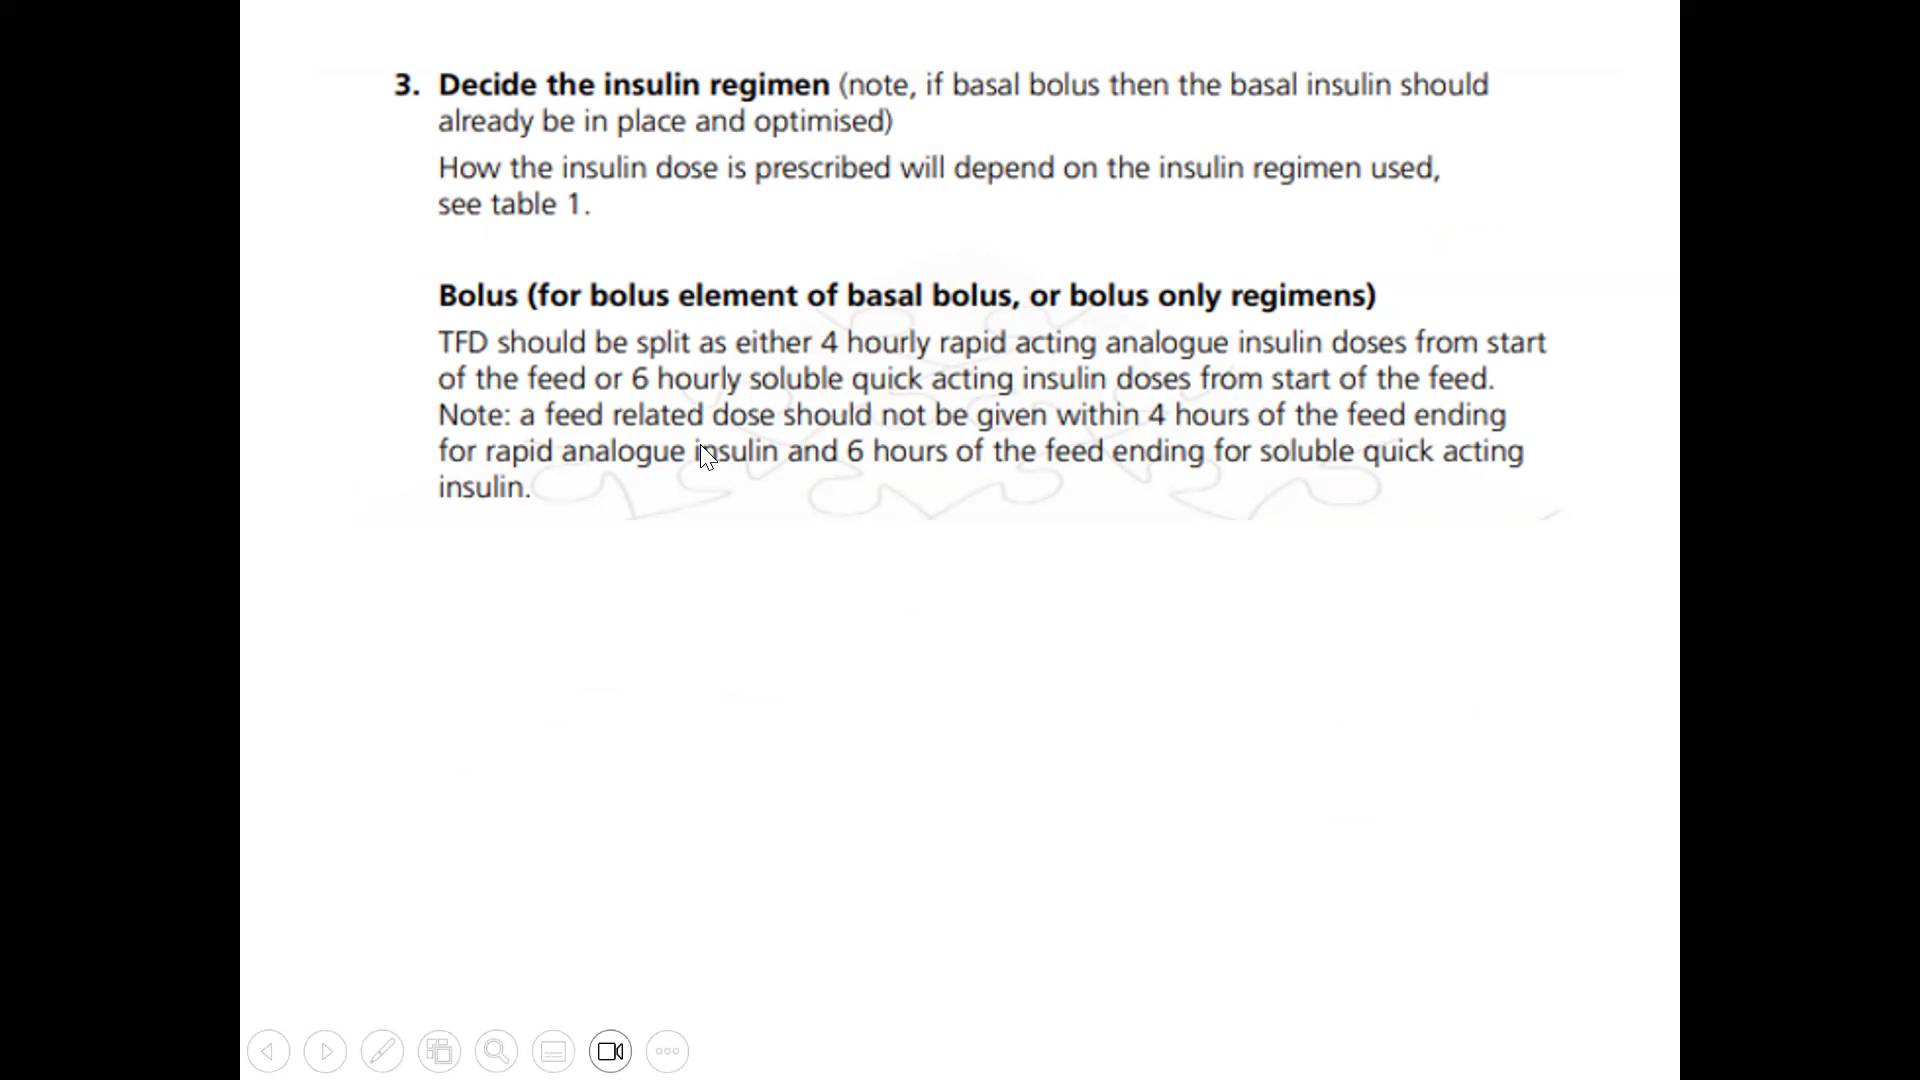 3. Decide the insulin regimen (note, if basal bolus then the basal insulin should
already be in place and optimised)
How the insulin dose is prescribed will depend on the insulin regimen used,
see table 1.
Bolus (for bolus element of basal bolus, or bolus only regimens)
TFD should be split as either 4 hourly rapid acting analogue insulin doses from start
of the feed or 6 hourly soluble quick acting insulin doses from start of the feed.
Note: a feed related dose should not be given within 4 hours of the feed ending
for rapid analogue insulin and 6 hours of the feed ending for soluble quick acting
insulin.